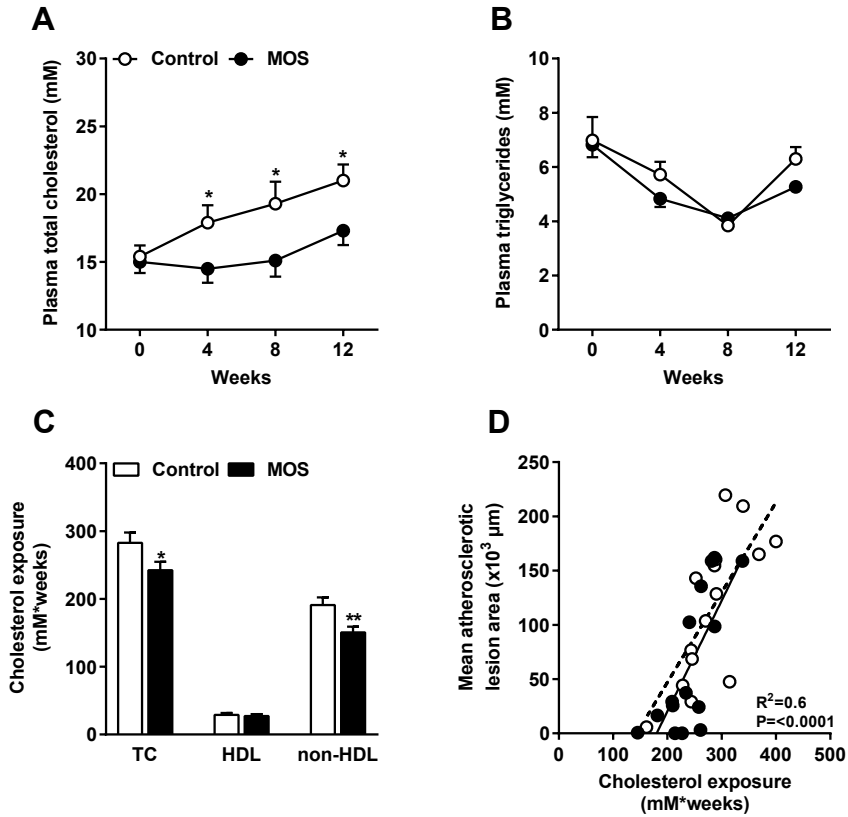 A
Control MOS
Plasma total cholesterol (mM)
30
25
20
15
10
* * *
0 4 8 12
Weeks
B
Plasma triglycerides (mM)
10
8
6
4
2
0
0 4 8 12
Weeks
C
Control MOS
Cholesterol exposure
(mM*weeks)
400
300
200
100
0
* **
TC HDL non-HDL
D
Mean atherosclerotic
lesion area (x10³ µm)
250
200
150
100
50
0
R²=0.6
P=<0.0001
0 100 200 300 400 500
Cholesterol exposure
(mM*weeks)